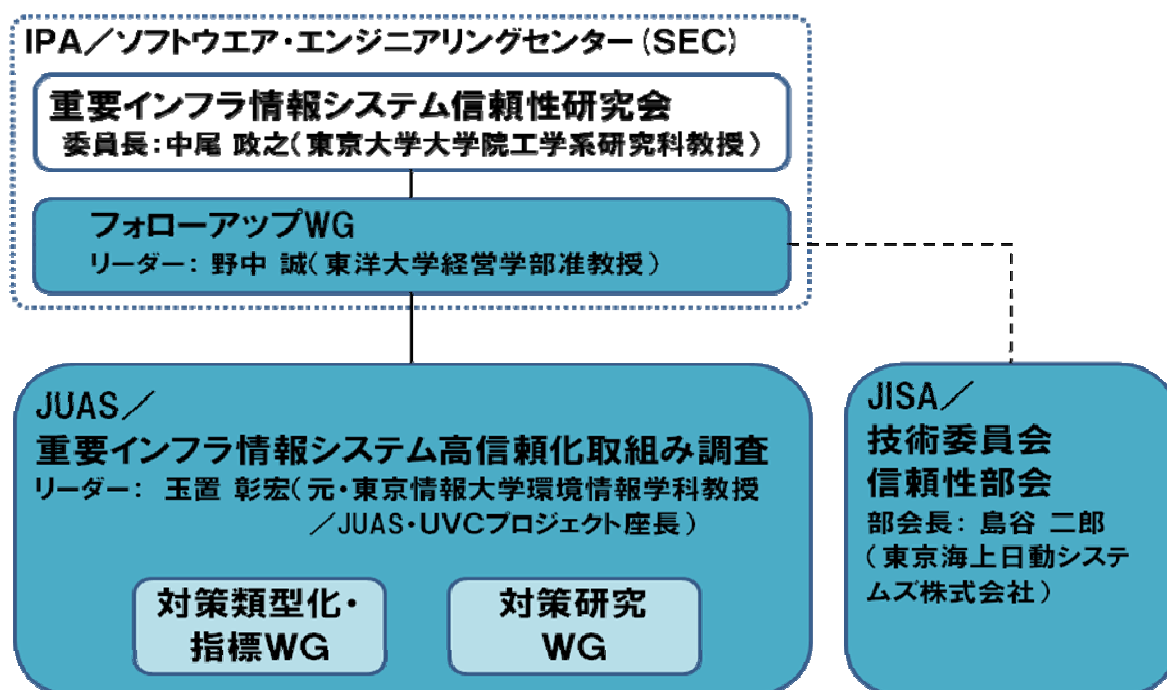 IPA／ソフトウエア・エンジニアリングセンター(SEC)
重要インフラ情報システム信頼性研究会
委員長：中尾 政之（東京大学大学院工学系研究科教授）
フォローアップWG
リーダー： 野中 誠（東洋大学経営学部准教授）
JUAS／
重要インフラ情報システム高信頼化取組み調査
リーダー： 玉置 彰宏（元・東京情報大学環境情報学科教授
／JUAS・UVCプロジェクト座長）
対策類型化・
指標WG
対策研究
WG
JISA／
技術委員会
信頼性部会
部会長： 島谷 二郎
（東京海上日動システ
ムズ株式会社）